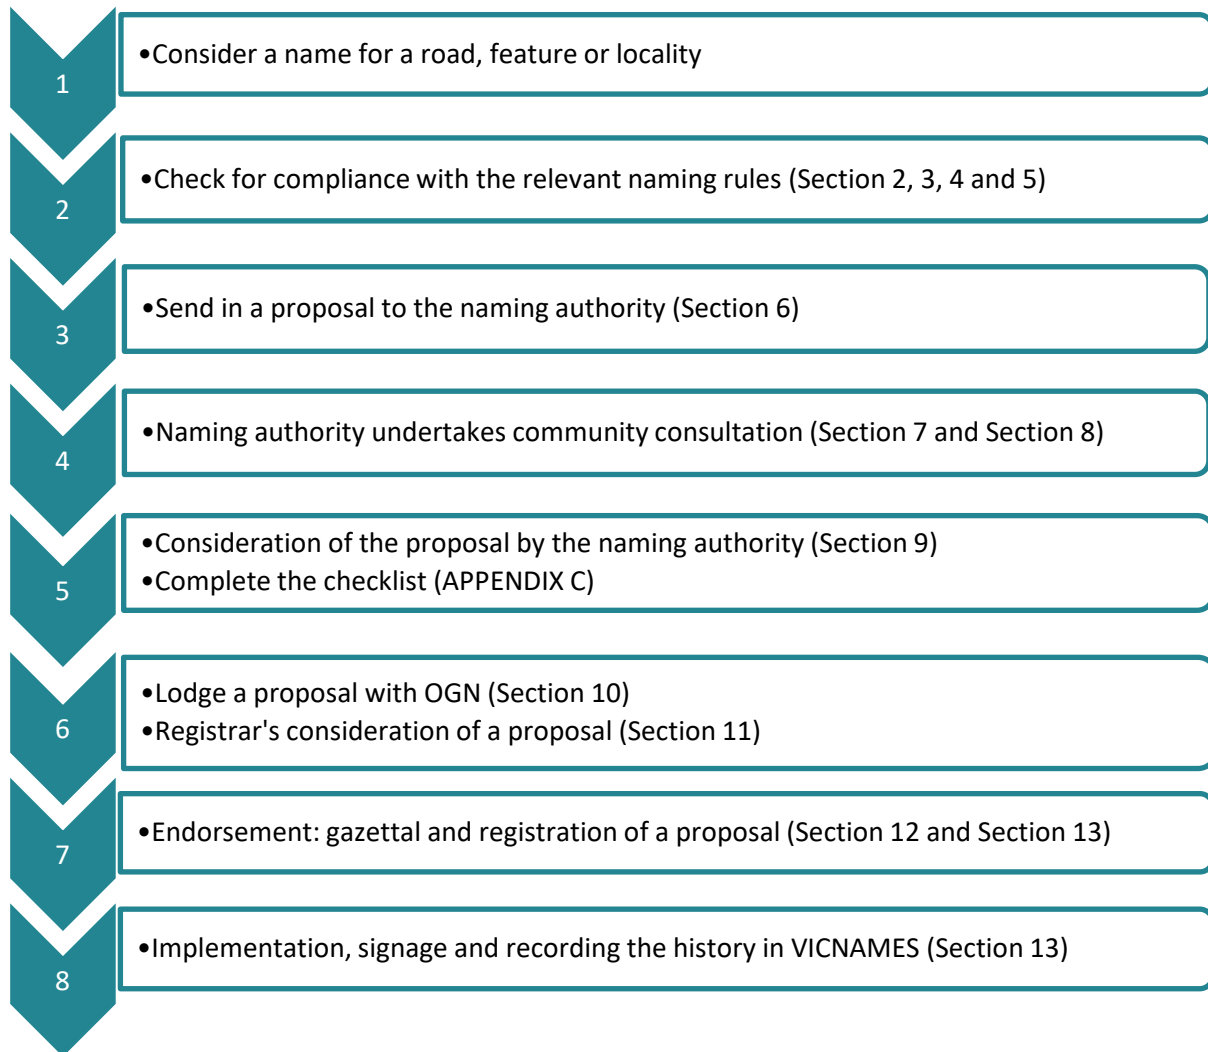 1
•Consider a name for a road, feature or locality
2
•Check for compliance with the relevant naming rules (Section 2, 3, 4 and 5)
3
•Send in a proposal to the naming authority (Section 6)
4
•Naming authority undertakes community consultation (Section 7 and Section 8)
5
•Consideration of the proposal by the naming authority (Section 9)
•Complete the checklist (APPENDIX C)
6
•Lodge a proposal with OGN (Section 10)
•Registrar's consideration of a proposal (Section 11)
7
•Endorsement: gazettal and registration of a proposal (Section 12 and Section 13)
8
•Implementation, signage and recording the history in VICNAMES (Section 13)